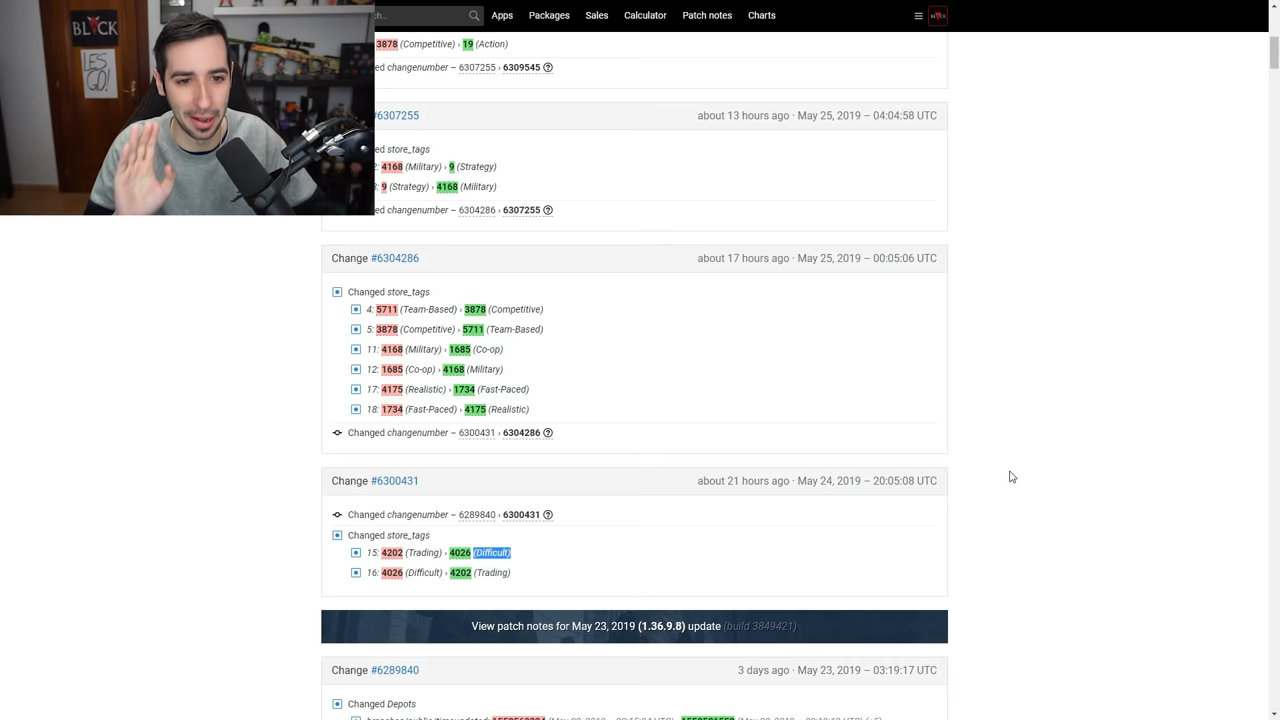 BLICK
LES
GO!
Apps Packages Sales Calculator Patch notes Charts
3878 (Competitive) › 19 (Action)
changenumber – 6307255 › 6309545
#6307255 about 13 hours ago · May 25, 2019 – 04:04:58 UTC
store_tags
4168 (Military) › 9 (Strategy)
9 (Strategy) › 4168 (Military)
changenumber – 6304286 › 6307255
Change #6304286 about 17 hours ago · May 25, 2019 – 00:05:06 UTC
Changed store_tags
4: 5711 (Team-Based) › 3878 (Competitive)
5: 3878 (Competitive) › 5711 (Team-Based)
11: 4168 (Military) › 1685 (Co-op)
12: 1685 (Co-op) › 4168 (Military)
17: 4175 (Realistic) › 1734 (Fast-Paced)
18: 1734 (Fast-Paced) › 4175 (Realistic)
Changed changenumber – 6300431 › 6304286
Change #6300431 about 21 hours ago · May 24, 2019 – 20:05:08 UTC
Changed changenumber – 6289840 › 6300431
Changed store_tags
15: 4202 (Trading) › 4026 (Difficult)
16: 4026 (Difficult) › 4202 (Trading)
View patch notes for May 23, 2019 (1.36.9.8) update (build 3849421)
Change #6289840 3 days ago · May 23, 2019 – 03:19:17 UTC
Changed Depots